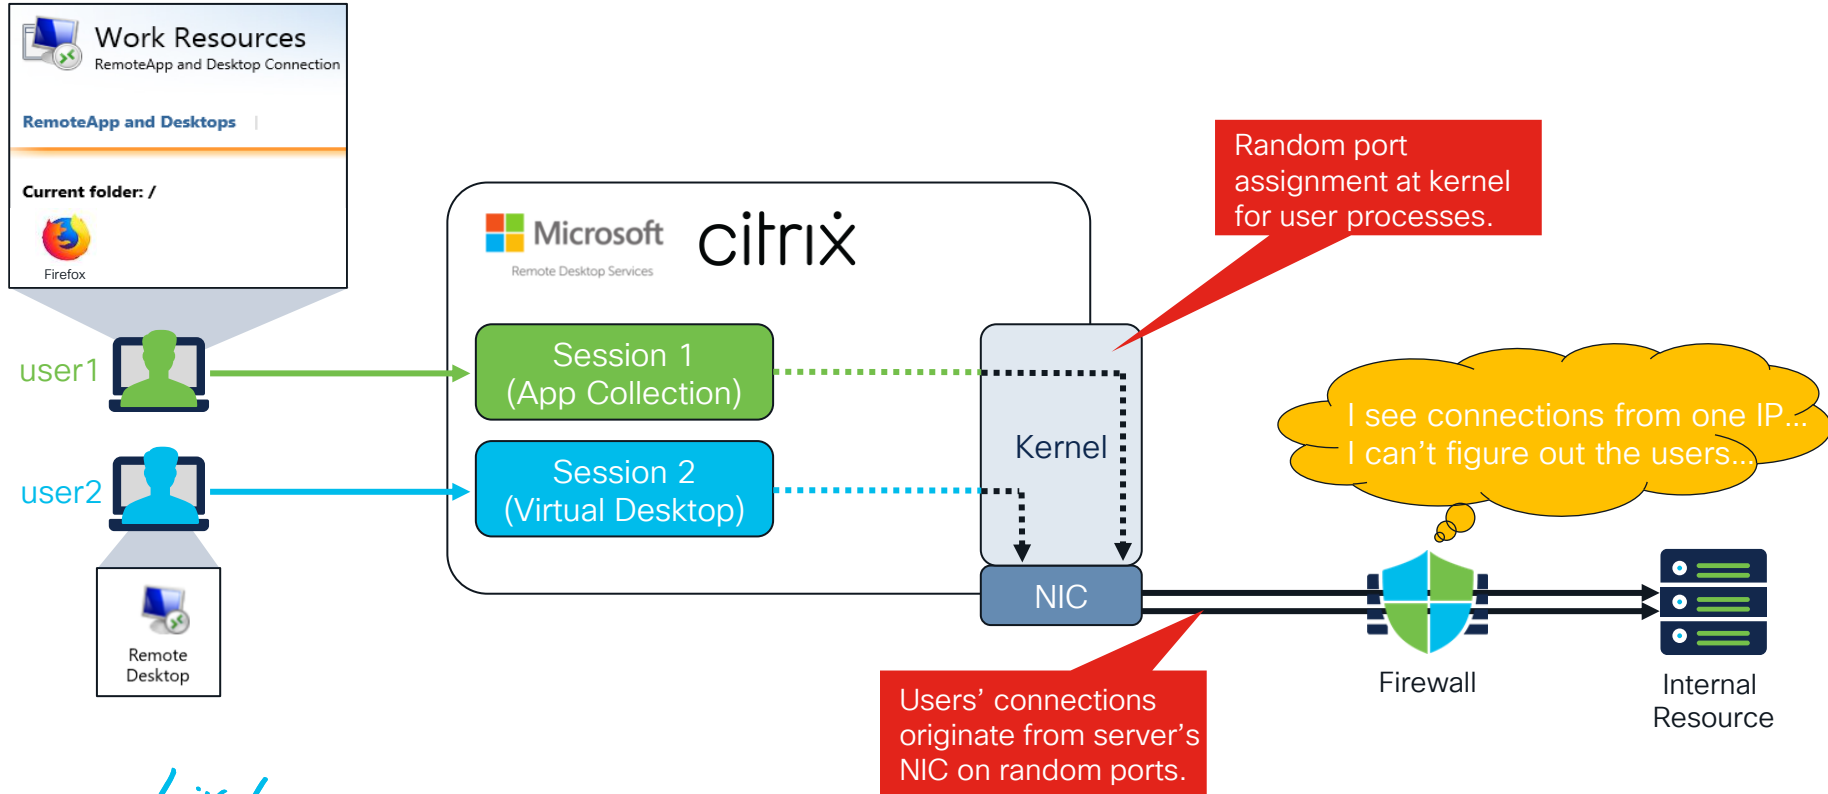 Work Resources
RemoteApp and Desktop Connection
RemoteApp and Desktops
Current folder: /
Firefox
user1
user2
Remote
Desktop
Microsoft
Remote Desktop Services
citrix
Session 1
(App Collection)
Session 2
(Virtual Desktop)
Kernel
NIC
Random port
assignment at kernel
for user processes.
Users’ connections
originate from server’s
NIC on random ports.
I see connections from one IP...
I can’t figure out the users...
Firewall
Internal
Resource